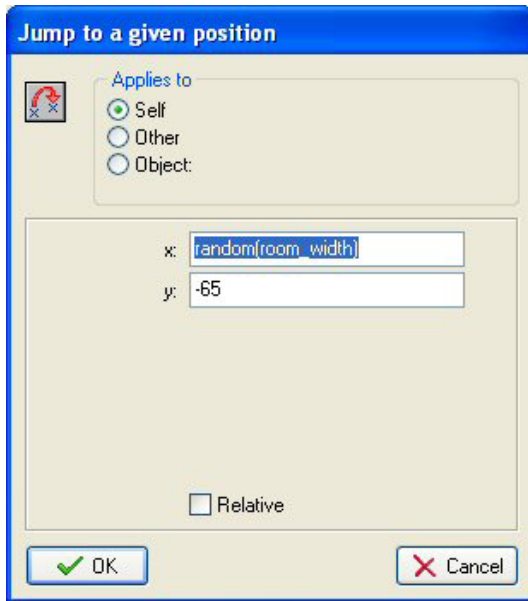 Jump to a given position
Applies to
Self
Other
Object:
x: random(room_width)
y: -65
Relative
OK
Cancel